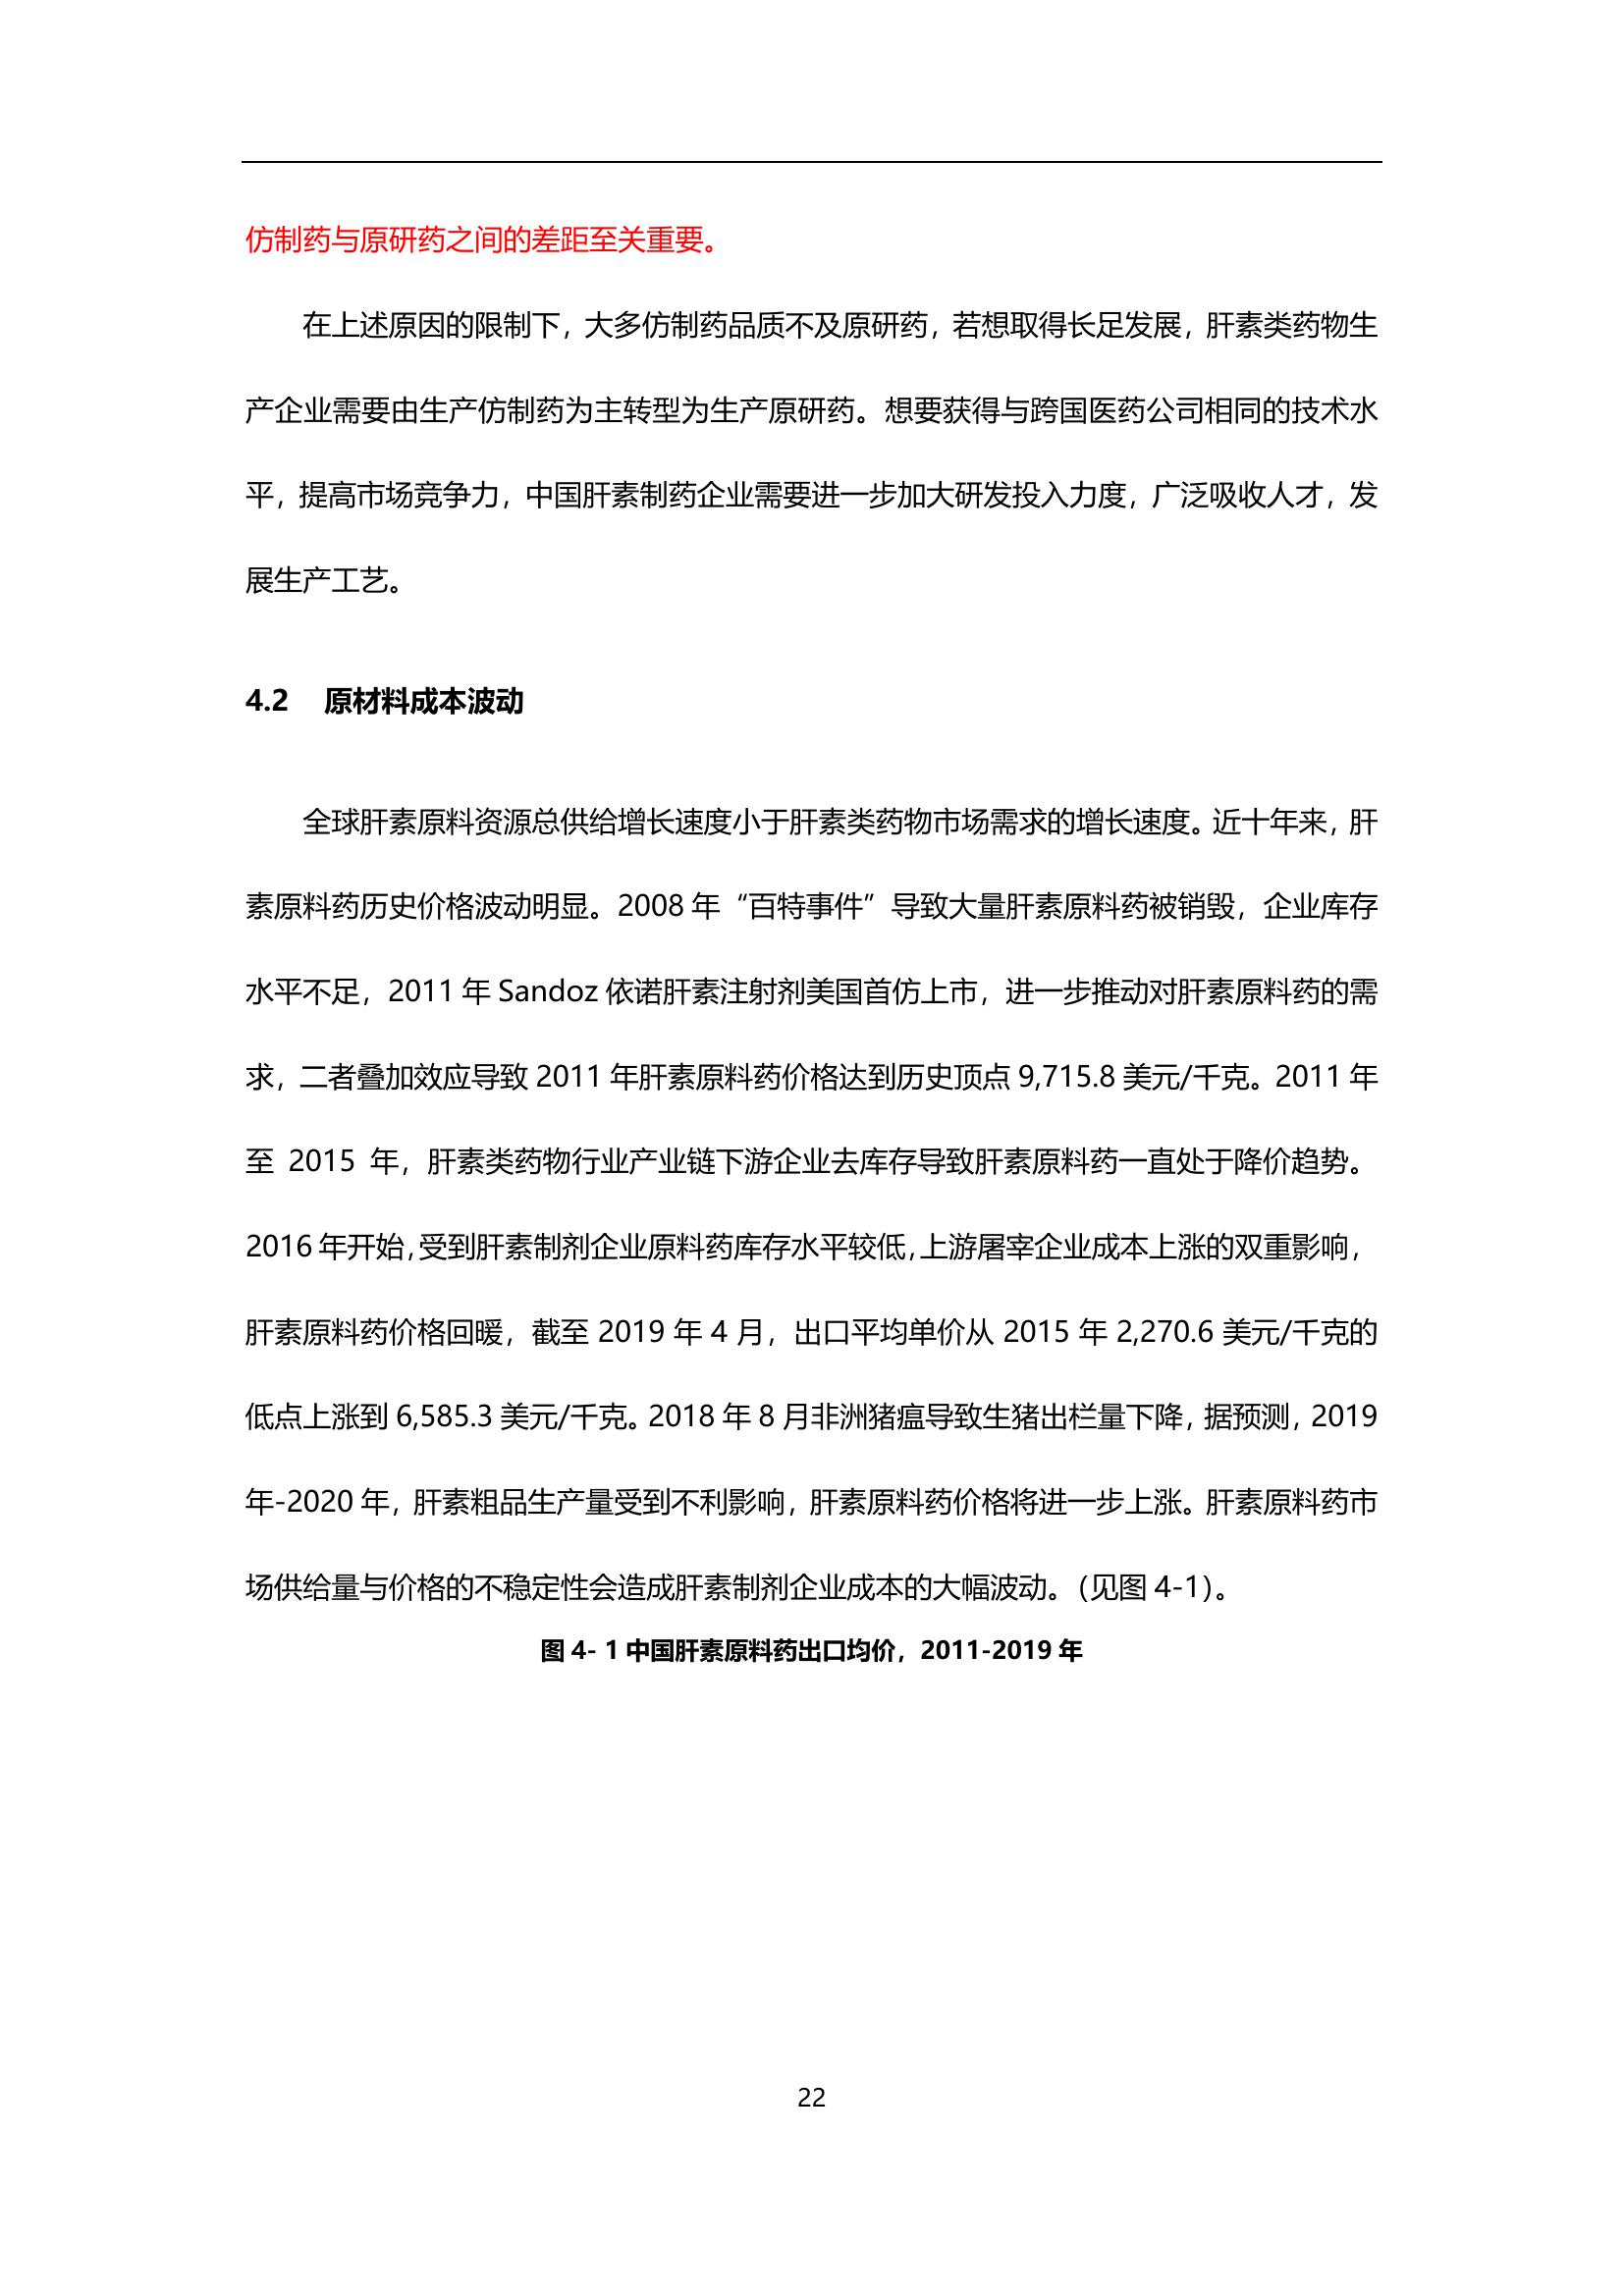 仿制药与原研药之间的差距至关重要。
在上述原因的限制下，大多仿制药品质不及原研药，若想取得长足发展，肝素类药物生
产企业需要由生产仿制药为主转型为生产原研药。想要获得与跨国医药公司相同的技术水
平，提高市场竞争力，中国肝素制药企业需要进一步加大研发投入力度，广泛吸收人才，发
展生产工艺。
4.2 原材料成本波动
全球肝素原料资源总供给增长速度小于肝素类药物市场需求的增长速度。近十年来，肝
素原料药历史价格波动明显。2008 年“百特事件”导致大量肝素原料药被销毁，企业库存
水平不足，2011 年 Sandoz 依诺肝素注射剂美国首仿上市，进一步推动对肝素原料药的需
求，二者叠加效应导致 2011 年肝素原料药价格达到历史顶点 9,715.8 美元/千克。2011 年
至 2015 年，肝素类药物行业产业链下游企业去库存导致肝素原料药一直处于降价趋势。
2016 年开始，受到肝素制剂企业原料药库存水平较低，上游屠宰企业成本上涨的双重影响，
肝素原料药价格回暖，截至 2019 年 4 月，出口平均单价从 2015 年 2,270.6 美元/千克的
低点上涨到 6,585.3 美元/千克。2018 年 8 月非洲猪瘟导致生猪出栏量下降，据预测，2019
年-2020 年，肝素粗品生产量受到不利影响，肝素原料药价格将进一步上涨。肝素原料药市
场供给量与价格的不稳定性会造成肝素制剂企业成本的大幅波动。（见图 4-1）。
图 4- 1 中国肝素原料药出口均价，2011-2019 年
22